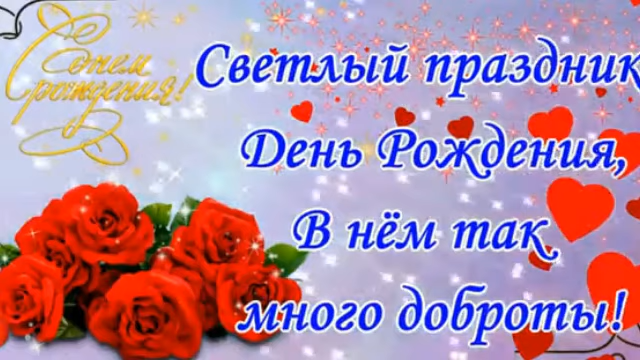 С днем
рождения!
Светлый праздник
День Рождения,
В нём так
много доброты!